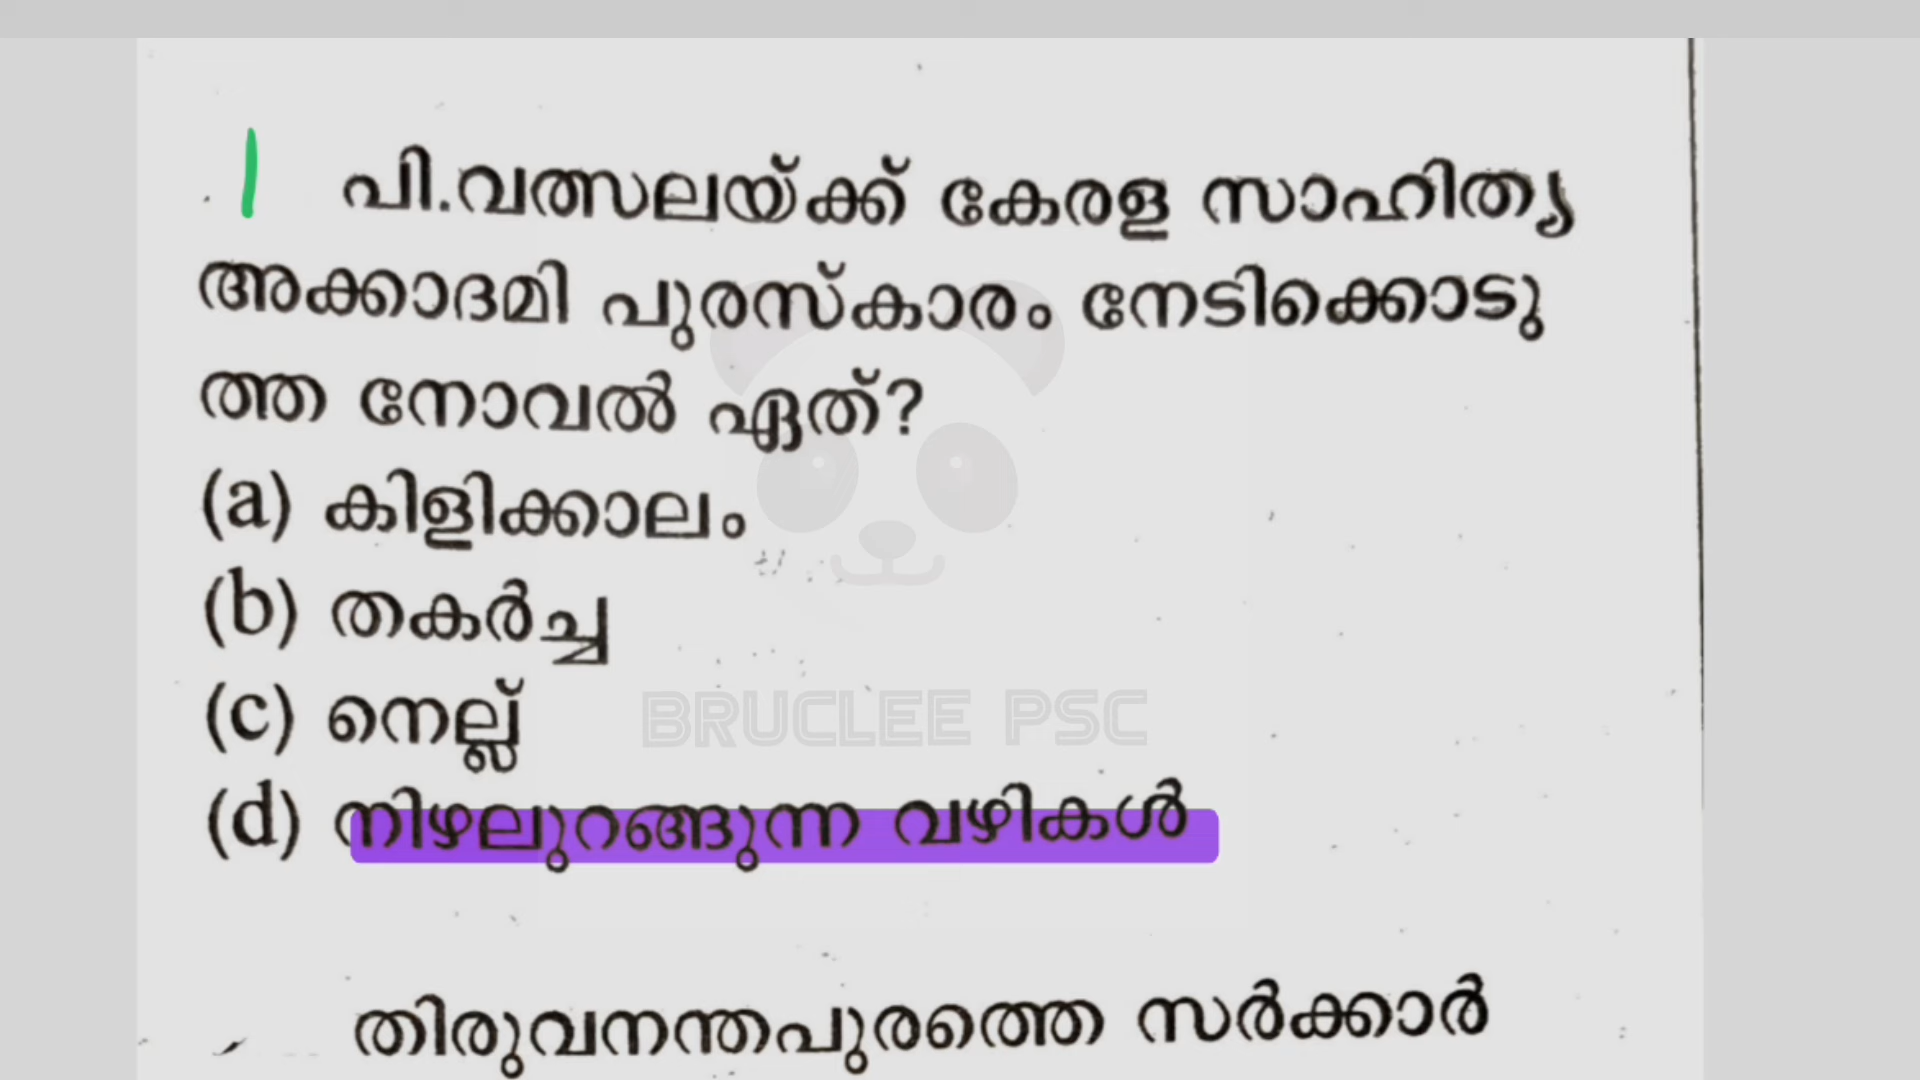 1 പി.വത്സലയ്ക്ക് കേരള സാഹിത്യ
അക്കാദമി പുരസ്കാരം നേടിക്കൊടു
ത്ത നോവൽ ഏത്?
(a) കിളിക്കാലം
(b) തകർച്ച
(c) നെല്ല്
(d) നിഴലുറങ്ങുന്ന വഴികൾ
BRUCLEE PSC
തിരുവനന്തപുരത്തെ സർക്കാർ